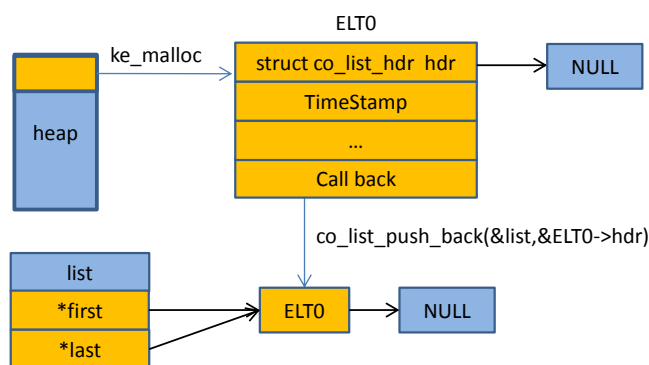 ELT0
ke_malloc
struct co_list_hdr hdr
NULL
TimeStamp
heap
...
Call back
co_list_push_back(&list,&ELT0->hdr)
list
*first
ELT0
NULL
*last